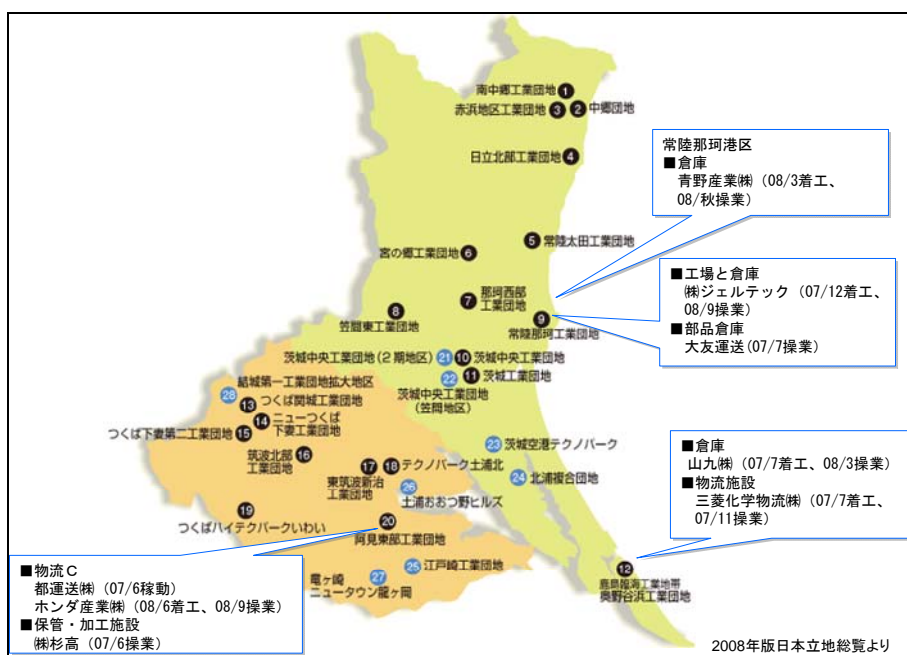 南中郷工業団地 1
赤浜地区工業団地 3 2 中郷団地
日立北部工業団地 4
常陸那珂港区
■倉庫
青野産業㈱（08/3着工、
08/秋操業）
5 常陸太田工業団地
宮の郷工業団地 6
■工場と倉庫
㈱ジェルテック（07/12着工、
08/9操業）
■部品倉庫
大友運送(07/7操業）
7 那珂西部
工業団地
8
笠間東工業団地
9
常陸那珂工業団地
茨城中央工業団地(２期地区) 21 10 茨城中央工業団地
22 11 茨城工業団地
茨城中央工業団地
(笠間地区)
結城第一工業団地拡大地区
28
13 つくば関城工業団地
14 ニューつくば
下妻工業団地
つくば下妻第二工業団地 15
筑波北部 16
工業団地
17 18 テクノパーク土浦北
東筑波新治
工業団地
26
土浦おおつ野ヒルズ
23 茨城空港テクノパーク
24 北浦複合団地
■倉庫
山九㈱（07/7着工、08/3操業）
■物流施設
三菱化学物流㈱（07/7着工、
07/11操業）
19
つくばハイテクパークいわい
20
阿見東部工業団地
25 江戸崎工業団地
竜ヶ崎 27
ニュータウン龍ヶ岡
12
鹿島臨海工業地帯
奥野谷浜工業団地
■物流Ｃ
都運送㈱（07/6稼動）
ホンダ産業㈱（08/6着工、08/9操業）
■保管・加工施設
㈱杉高（07/6操業）
2008年版日本立地総覧より